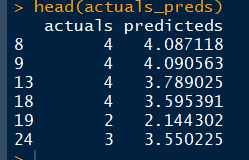 > head(actuals_preds)
   actuals predicteds
8        4   4.087118
9        4   4.090563
13       4   3.789025
18       4   3.595391
19       2   2.144302
24       3   3.550225